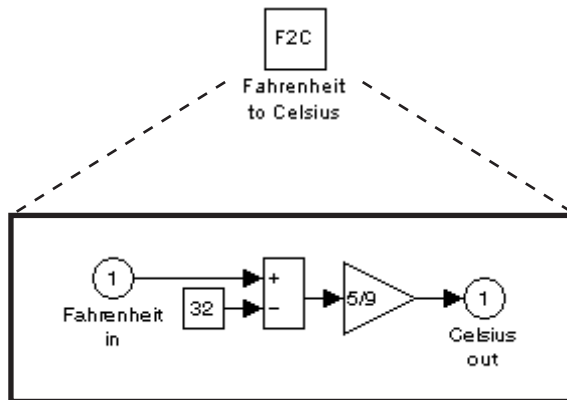 F2C
Fahrenheit
to Celsius
1
+
32
−
5/9
1
Fahrenheit
in
Celsius
out